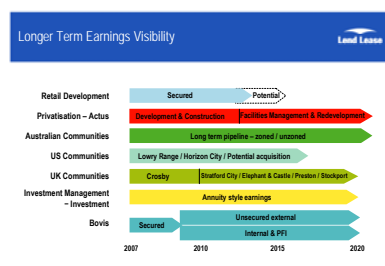 Longer Term Earnings Visibility
Lend Lease
Retail Development
Secured
Potential
Privatisation – Actus
Development & Construction
Facilities Management & Redevelopment
Australian Communities
Long term pipeline – zoned / unzoned
US Communities
Lowry Range / Horizon City / Potential acquisition
UK Communities
Crosby
Stratford City / Elephant & Castle / Preston / Stockport
Investment Management
– Investment
Annuity style earnings
Bovis
Secured
Unsecured external
Internal & PFI
2007
2010
2015
2020